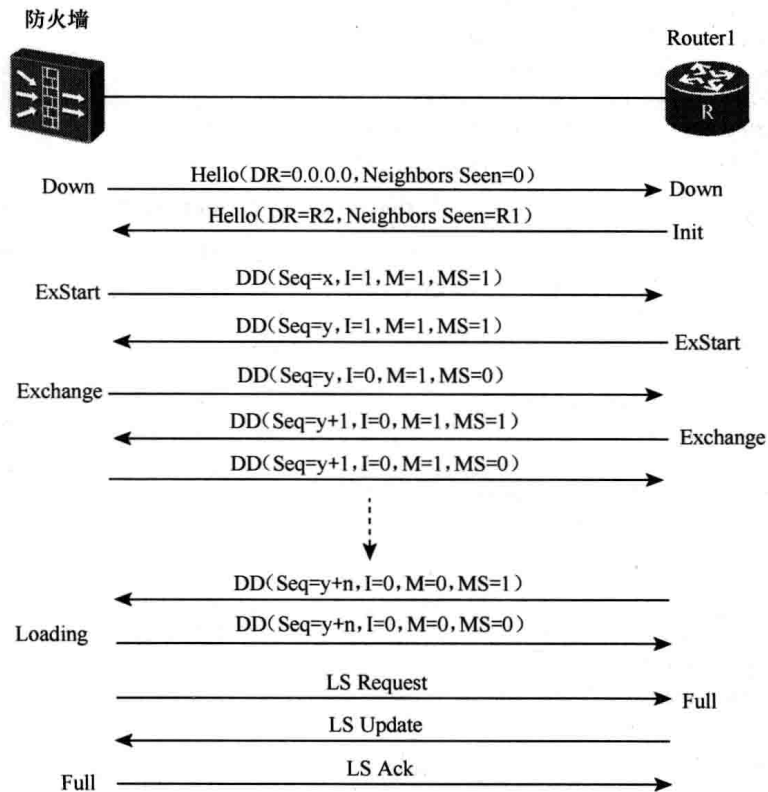 防火墙
Router1
R
Down
Hello(DR=0.0.0.0,Neighbors Seen=0)
Down
Hello(DR=R2,Neighbors Seen=R1)
Init
ExStart
DD(Seq=x,I=1,M=1,MS=1)
DD(Seq=y,I=1,M=1,MS=1)
ExStart
Exchange
DD(Seq=y,I=0,M=1,MS=0)
DD(Seq=y+1,I=0,M=1,MS=1)
Exchange
DD(Seq=y+1,I=0,M=1,MS=0)
DD(Seq=y+n,I=0,M=0,MS=1)
Loading
DD(Seq=y+n,I=0,M=0,MS=0)
LS Request
Full
LS Update
Full
LS Ack